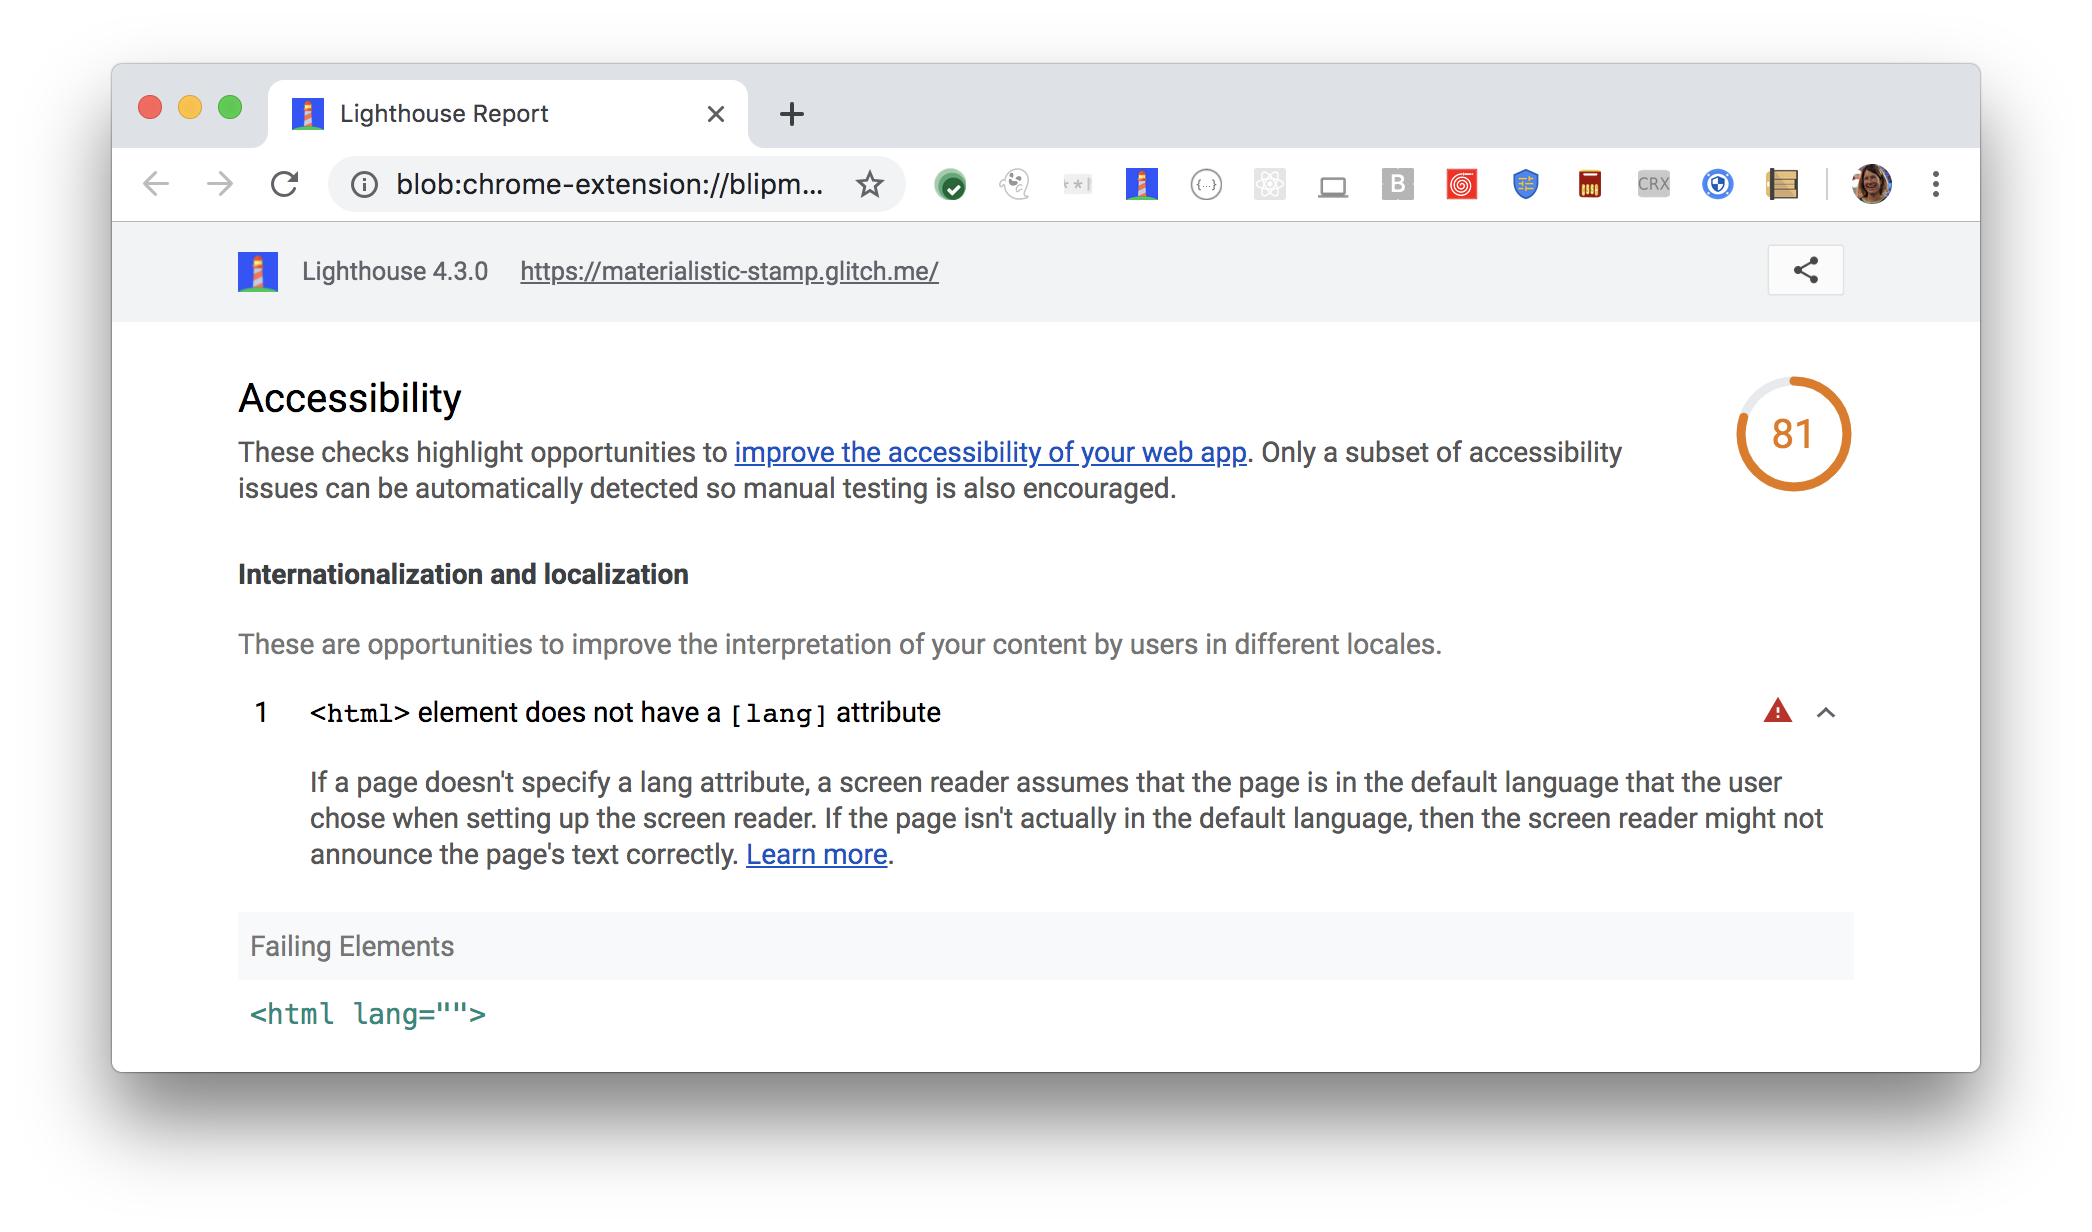 Lighthouse Report
blob:chrome-extension://blipm...
{...}
B
CRX
Lighthouse 4.3.0 https://materialistic-stamp.glitch.me/
Accessibility
81
These checks highlight opportunities to improve the accessibility of your web app. Only a subset of accessibility
issues can be automatically detected so manual testing is also encouraged.
Internationalization and localization
These are opportunities to improve the interpretation of your content by users in different locales.
1 <html> element does not have a [lang] attribute
If a page doesn't specify a lang attribute, a screen reader assumes that the page is in the default language that the user
chose when setting up the screen reader. If the page isn't actually in the default language, then the screen reader might not
announce the page's text correctly. Learn more.
Failing Elements
<html lang="">